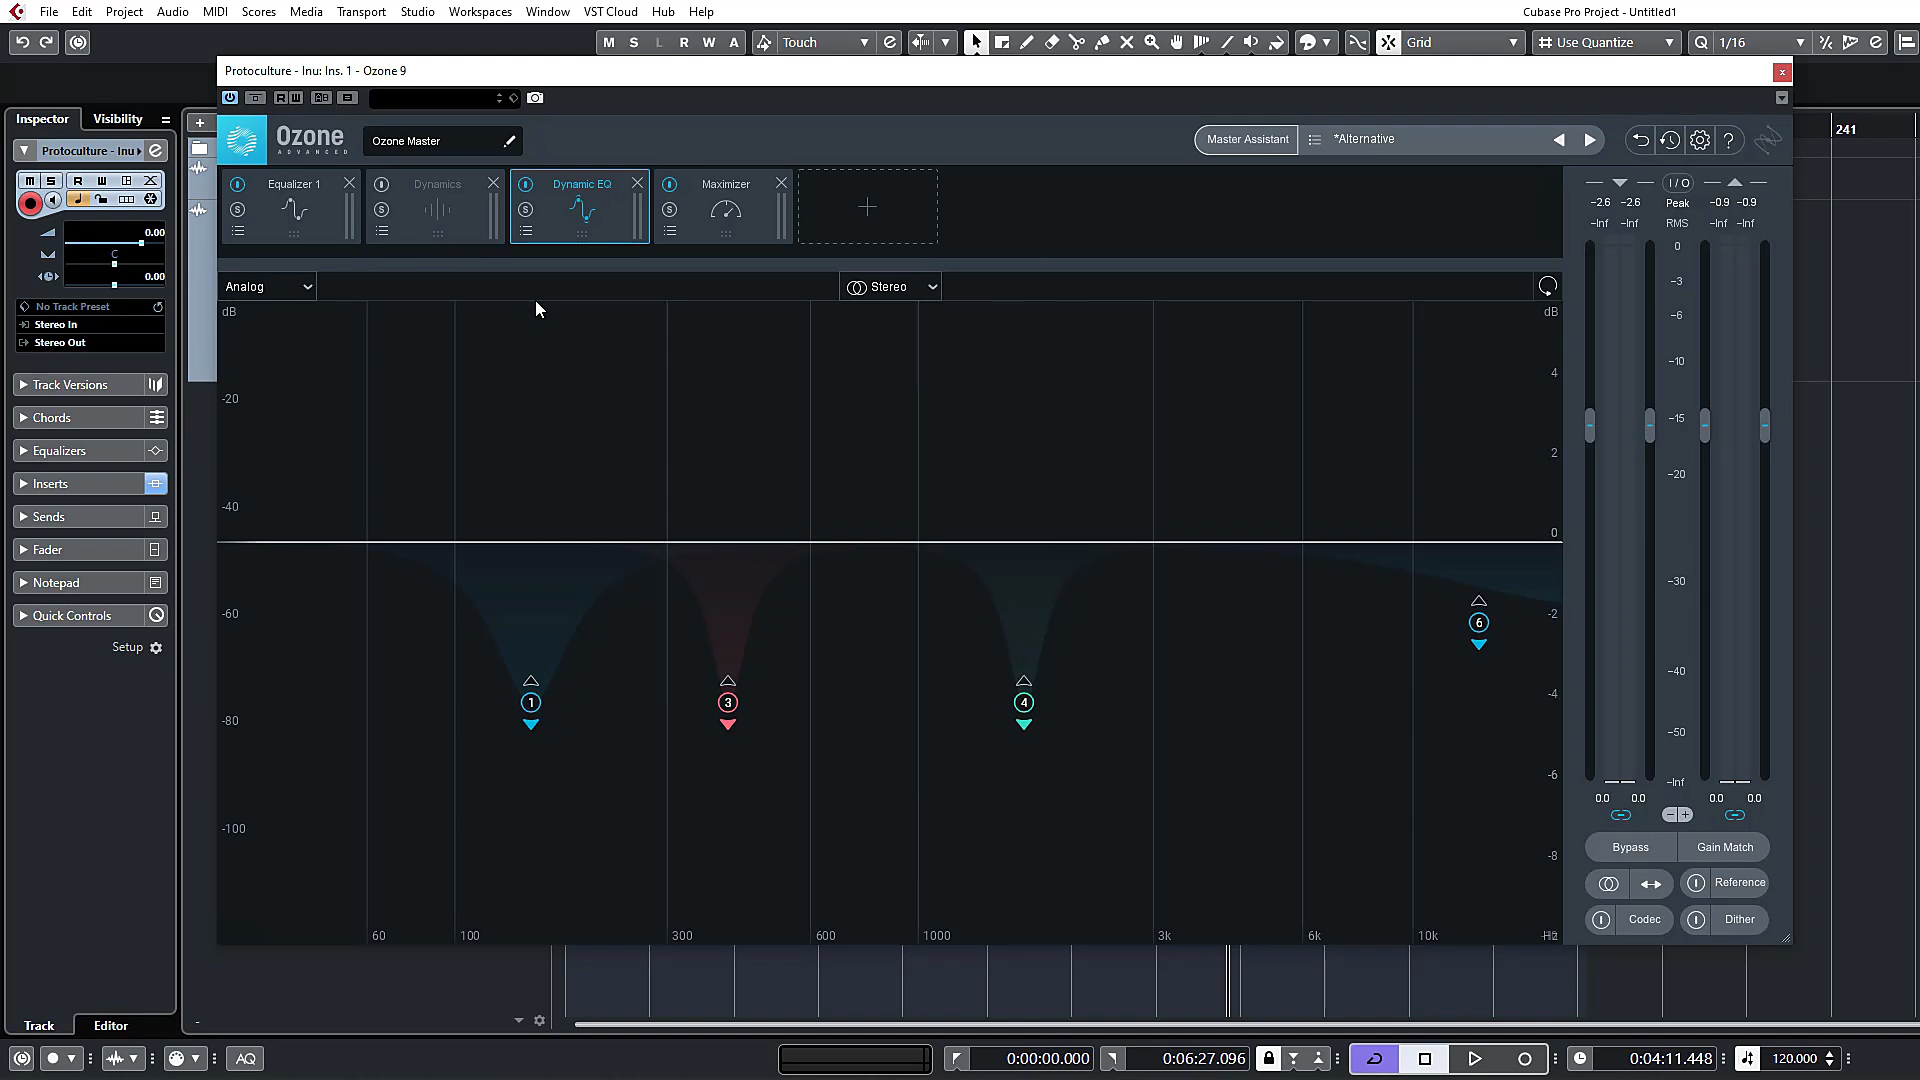 File Edit Project Audio MIDI Scores Media Transport Studio Workspaces Window VST Cloud Hub Help
Cubase Pro Project - Untitled1
M S L R W A Touch Grid Use Quantize Q 1/16
Protoculture - Inu: Ins. 1 - Ozone 9
Inspector Visibility
241
Ozone
ADVANCED
Ozone Master
Master Assistant
*Alternative
Protoculture - Inu
M S R W
Equalizer 1
Dynamics
Dynamic EQ
Maximizer
S S S S
I/O
-2.6 -2.6 Peak -0.9 -0.9
-Inf -Inf RMS -Inf -Inf
0.00
C
0.00
No Track Preset
Stereo In
Stereo Out
Analog
Stereo
dB
dB
-20
-40
-60
-80
-100
4
2
0
-2
-4
-6
-8
1
3
4
6
60 100 300 600 1000 3k 6k 10k Hz
0
-3
-6
-10
-15
-20
-30
-40
-50
-Inf
0.0 0.0 0.0 0.0
Bypass
Gain Match
Reference
Codec
Dither
Track Versions
Chords
Equalizers
Inserts
Sends
Fader
Notepad
Quick Controls
Setup
Track Editor
-
AQ
0:00:00.000
0:06:27.096
0:04:11.448
120.000